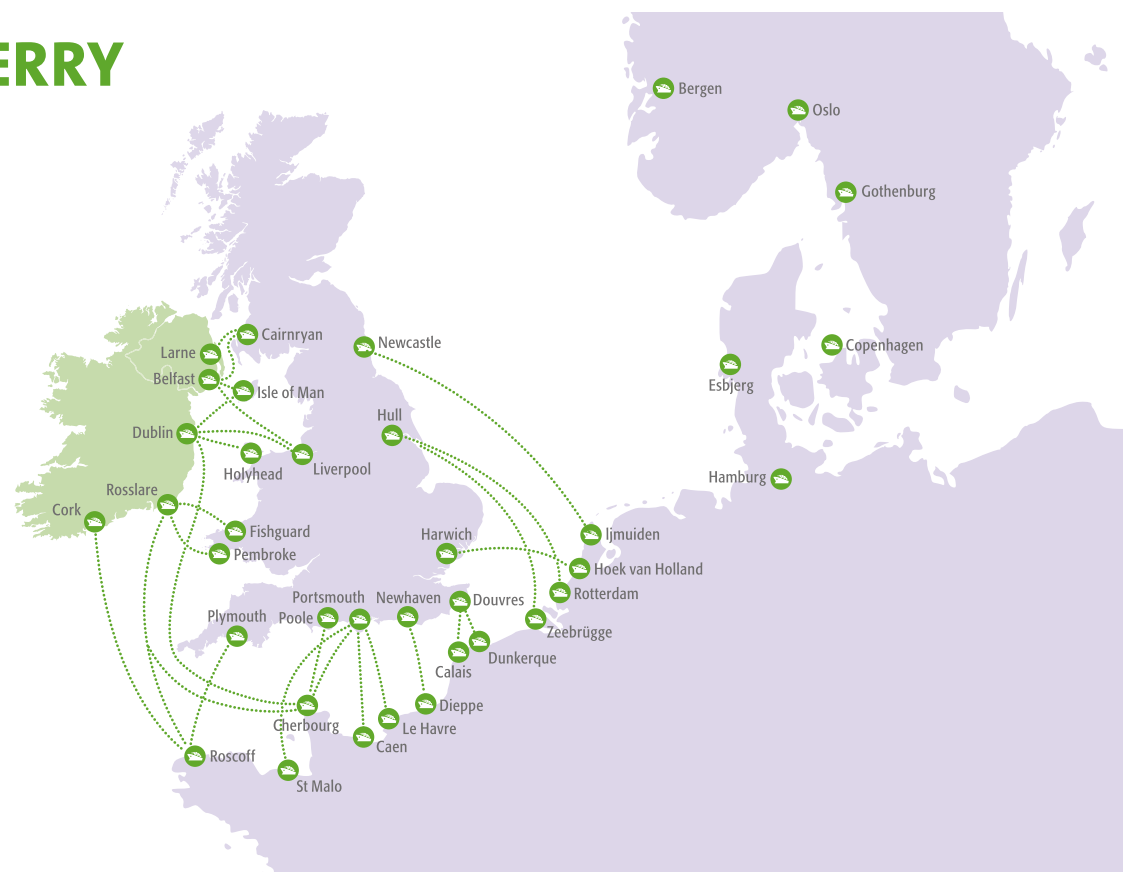 ERRY
Bergen
Oslo
Gothenburg
Cairnryan
Newcastle
Copenhagen
Larne
Belfast
Esbjerg
Isle of Man
Hull
Dublin
Liverpool
Holyhead
Hamburg
Rosslare
Cork
Fishguard
Harwich
Ijmuiden
Pembroke
Hoek van Holland
Rotterdam
Portsmouth
Newhaven
Douvres
Plymouth
Poole
Zeebrügge
Dunkerque
Calais
Dieppe
Cherbourg
Le Havre
Caen
Roscoff
St Malo